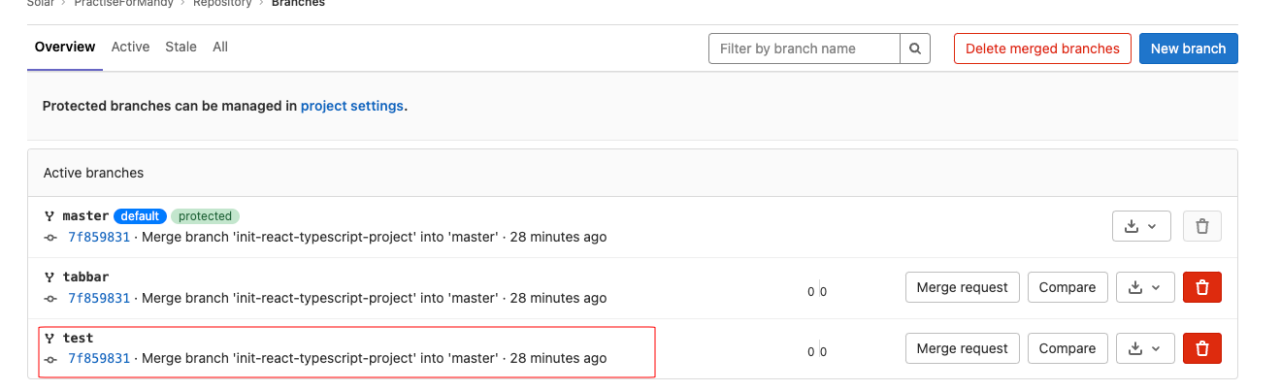 Solar > PractiseForMandy > Repository > Branches
Overview Active Stale All Filter by branch name Delete merged branches New branch
Protected branches can be managed in project settings.
Active branches
master default protected
7f859831 · Merge branch 'init-react-typescript-project' into 'master' · 28 minutes ago
tabbar
7f859831 · Merge branch 'init-react-typescript-project' into 'master' · 28 minutes ago
0 0 Merge request Compare
test
7f859831 · Merge branch 'init-react-typescript-project' into 'master' · 28 minutes ago
0 0 Merge request Compare